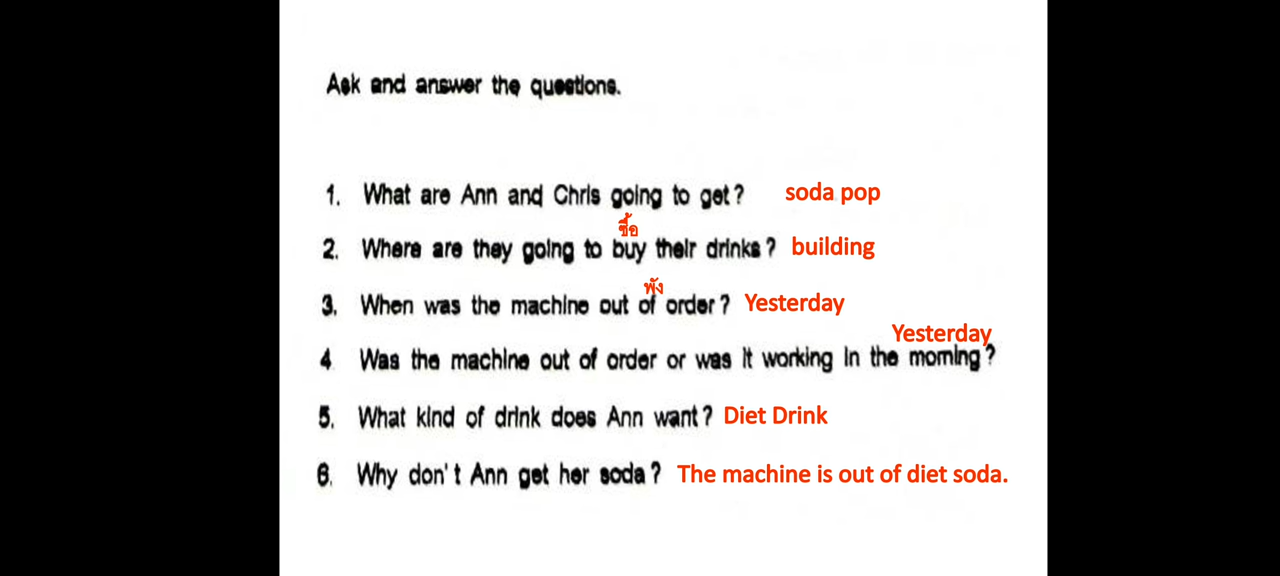 Ask and answer the questions.
1. What are Ann and Chris going to get? soda pop
ซื้อ
2. Where are they going to buy their drinks? building
พัง
3. When was the machine out of order? Yesterday
Yesterday
4 Was the machine out of order or was it working in the morning?
5. What kind of drink does Ann want? Diet Drink
6. Why don't Ann get her soda? The machine is out of diet soda.